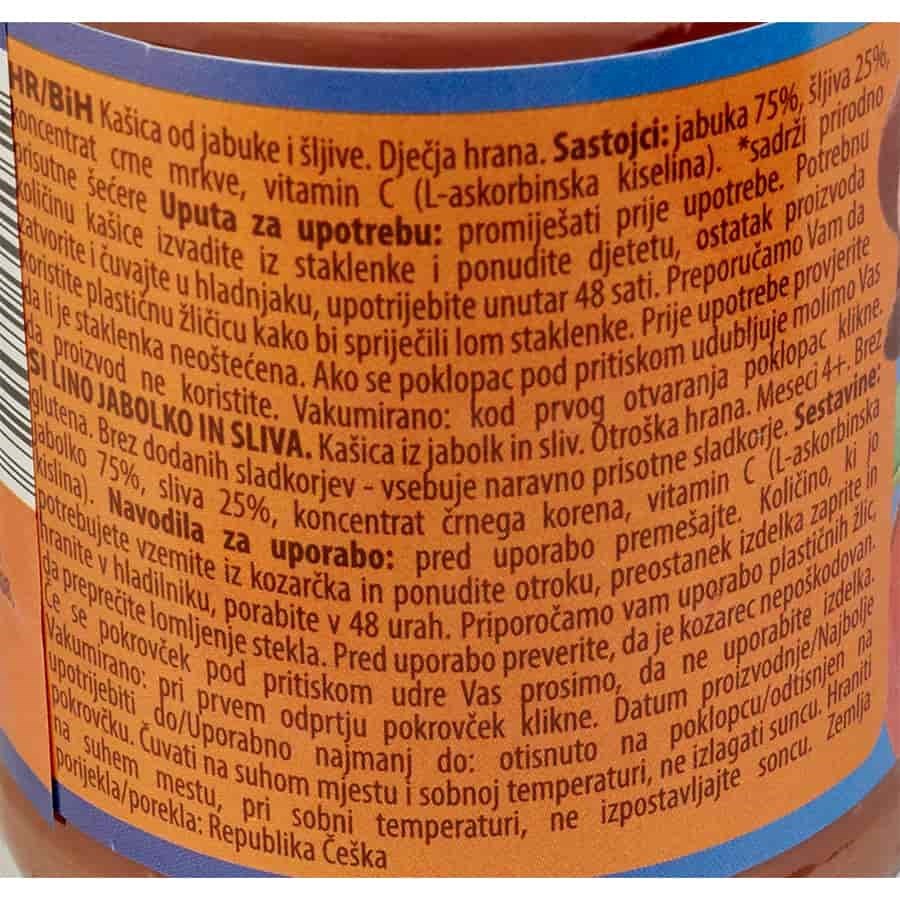 HR/BiH Kašica od jabuke i šljive. Dječja hrana. Sastojci: jabuka 75%, šljiva 25%,
koncentrat crne mrkve, vitamin C (L-askorbinska kiselina). *sadrži prirodno
prisutne šećere Uputa za upotrebu: promiješati prije upotrebe. Potrebnu
količinu kašice izvadite iz staklenke i ponudite djetetu, ostatak proizvoda
zatvorite i čuvajte u hladnjaku, upotrijebite unutar 48 sati. Preporučamo Vam da
koristite plastičnu žličicu kako bi spriječili lom staklenke. Prije upotrebe provjerite
da li je staklenka neoštećena. Ako se poklopac pod pritiskom udubljuje molimo Vas
da proizvod ne koristite. Vakumirano: kod prvog otvaranja poklopac klikne.
SI LINO JABOLKO IN SLIVA. Kašica iz jabolk in sliv. Otroška hrana. Meseci 4+. Brez
glutena. Brez dodanih sladkorjev - vsebuje naravno prisotne sladkorje. Sestavine:
jabolko 75%, sliva 25%, koncentrat črnega korena, vitamin C (L-askorbinska
kislina). Navodila za uporabo: pred uporabo premešajte. Količino, ki jo
potrebujete vzemite iz kozarčka in ponudite otroku, preostanek izdelka zaprite in
hranite v hladilniku, porabite v 48 urah. Priporočamo vam uporabo plastičnih žlic,
da preprečite lomljenje stekla. Pred uporabo preverite, da je kozarec nepoškodovan.
Če se pokrovček pod pritiskom udre Vas prosimo, da ne uporabite izdelka.
Vakumirano: pri prvem odprtju pokrovček klikne. Datum proizvodnje/Najbolje
upotrijebiti do/Uporabno najmanj do: otisnuto na poklopcu/odtisnjen na
pokrovčku. Čuvati na suhom mjestu i sobnoj temperaturi, ne izlagati suncu. Hraniti
na suhem mestu, pri sobni temperaturi, ne izpostavljajte soncu. Zemlja
porijekla/porekla: Republika Češka